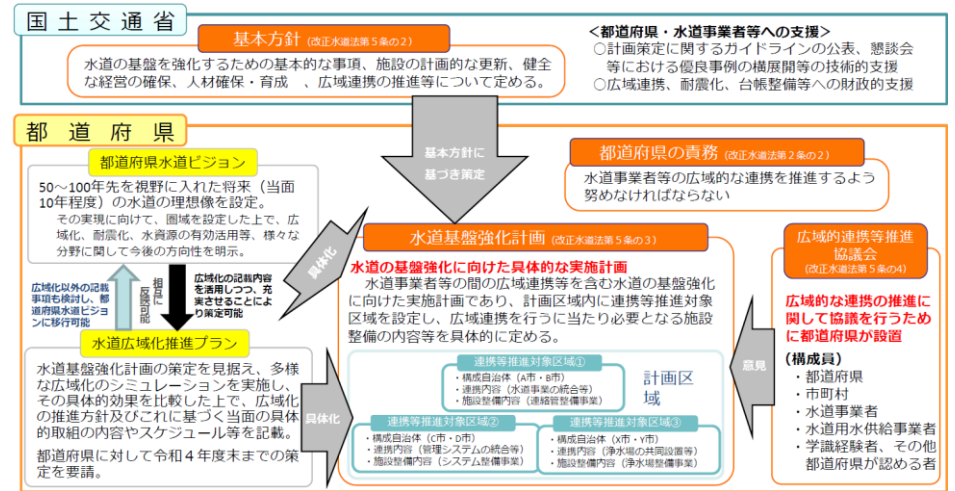 国土交通省
基本方針（改正水道法第５条の２）
水道の基盤を強化するための基本的な事項、施設の計画的な更新、健全
な経営の確保、人材確保・育成　、広域連携の推進等について定める。
＜都道府県・水道事業者等への支援＞
○計画策定に関するガイドラインの公表、懇談会
等における優良事例の横展開等の技術的支援
○広域連携、耐震化、台帳整備等への財政的支援
都道府県
基本方針に
基づき策定
都道府県の責務（改正水道法第２条の２）
水道事業者等の広域的な連携を推進するよう
努めなければならない
都道府県水道ビジョン
50～100年先を視野に入れた将来（当面
10年程度）の水道の理想像を設定。
その実現に向けて、圏域を設定した上で、広
域化、耐震化、水資源の有効活用等、様々な
分野に関して今後の方向性を明示。
具体化
広域化以外の記載
事項も検討し、都
道府県水道ビジョ
ンに移行可能
相互に
反映可能
広域化の記載内容
を活用しつつ、充
実させることによ
り策定可能
水道広域化推進プラン
水道基盤強化計画の策定を見据え、多様
な広域化のシミュレーションを実施し、
その具体的効果を比較した上で、広域化
の推進方針及びこれに基づく当面の具体
的取組の内容やスケジュール等を記載。
都道府県に対して令和４年度末までの策
定を要請。
具体化
水道基盤強化計画（改正水道法第５条の３）
水道の基盤強化に向けた具体的な実施計画
水道事業者等の間の広域連携等を含む水道の基盤強化
に向けた実施計画であり、計画区域内に連携等推進対象
区域を設定し、広域連携を行うに当たり必要となる施設
整備の内容等を具体的に定める。
連携等推進対象区域①
・構成自治体（A市・B市）
・連携内容（水道事業の統合等）
・施設整備内容（連絡管整備事業）
計画区
域
連携等推進対象区域②
・構成自治体（C市・D市）
・連携内容（管理システムの統合等）
・施設整備内容（システム整備事業）
連携等推進対象区域③
・構成自治体（X市・Y市）
・連携内容（浄水場の共同設置等）
・施設整備内容（浄水場整備事業）
意見
広域的連携等推進
協議会
（改正水道法第５条の4）
広域的な連携の推進に
関して協議を行うために
都道府県が設置
（構成員）
・都道府県
・市町村
・水道事業者
・水道用水供給事業者
・学識経験者、その他
都道府県が認める者